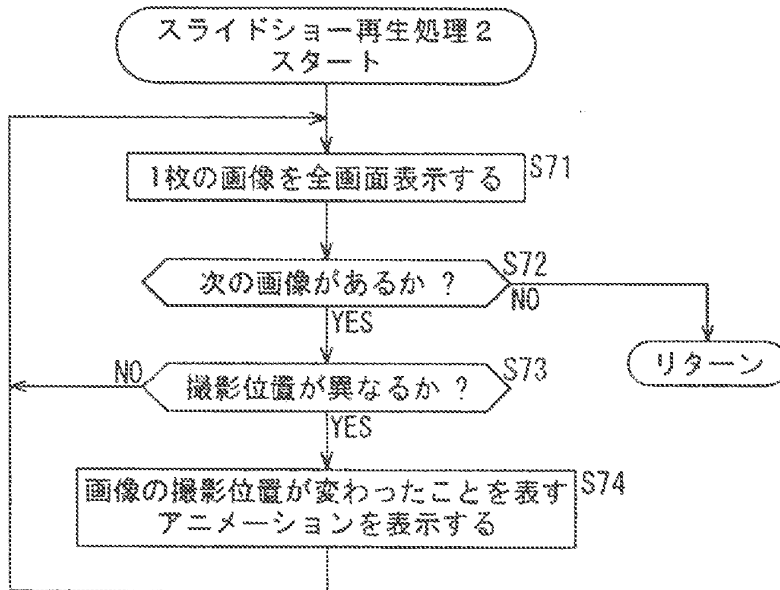 スライドショー再生処理２
スタート
1枚の画像を全画面表示する
S71
次の画像があるか？
S72
NO
YES
リターン
NO
撮影位置が異なるか？
S73
YES
画像の撮影位置が変わったことを表す
アニメーションを表示する
S74